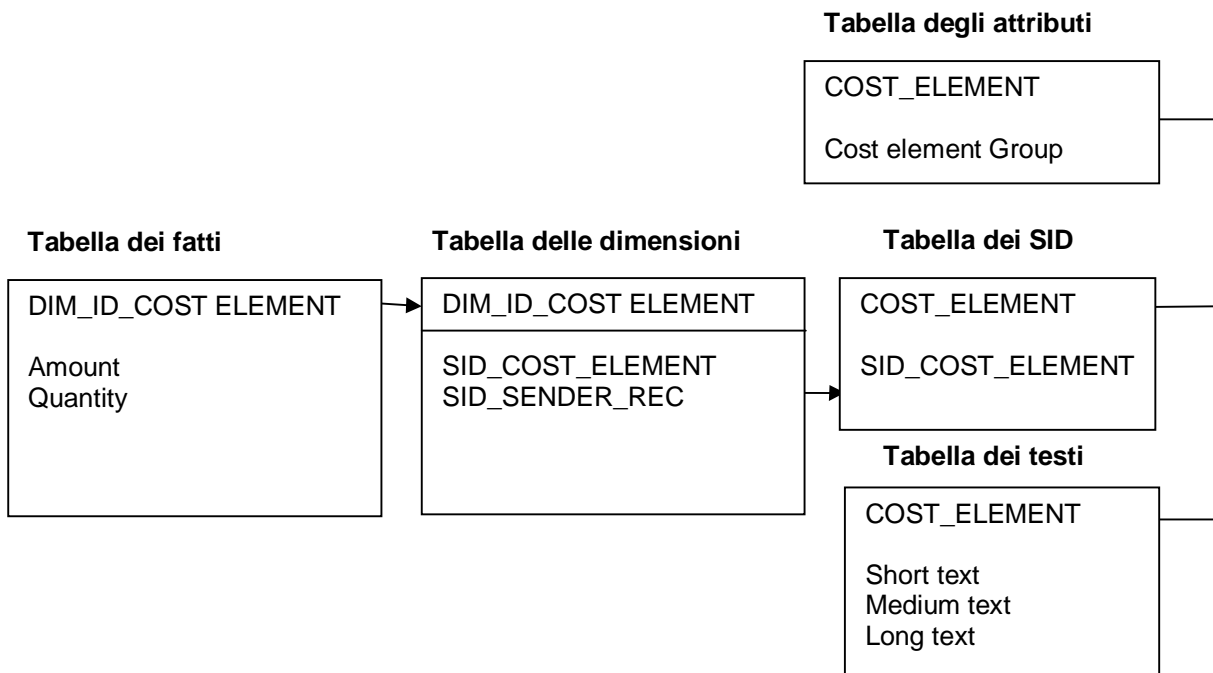 Tabella degli attributi
COST_ELEMENT
Cost element Group
Tabella dei fatti
DIM_ID_COST ELEMENT
Amount
Quantity
Tabella delle dimensioni
DIM_ID_COST ELEMENT
SID_COST_ELEMENT
SID_SENDER_REC
Tabella dei SID
COST_ELEMENT
SID_COST_ELEMENT
Tabella dei testi
COST_ELEMENT
Short text
Medium text
Long text